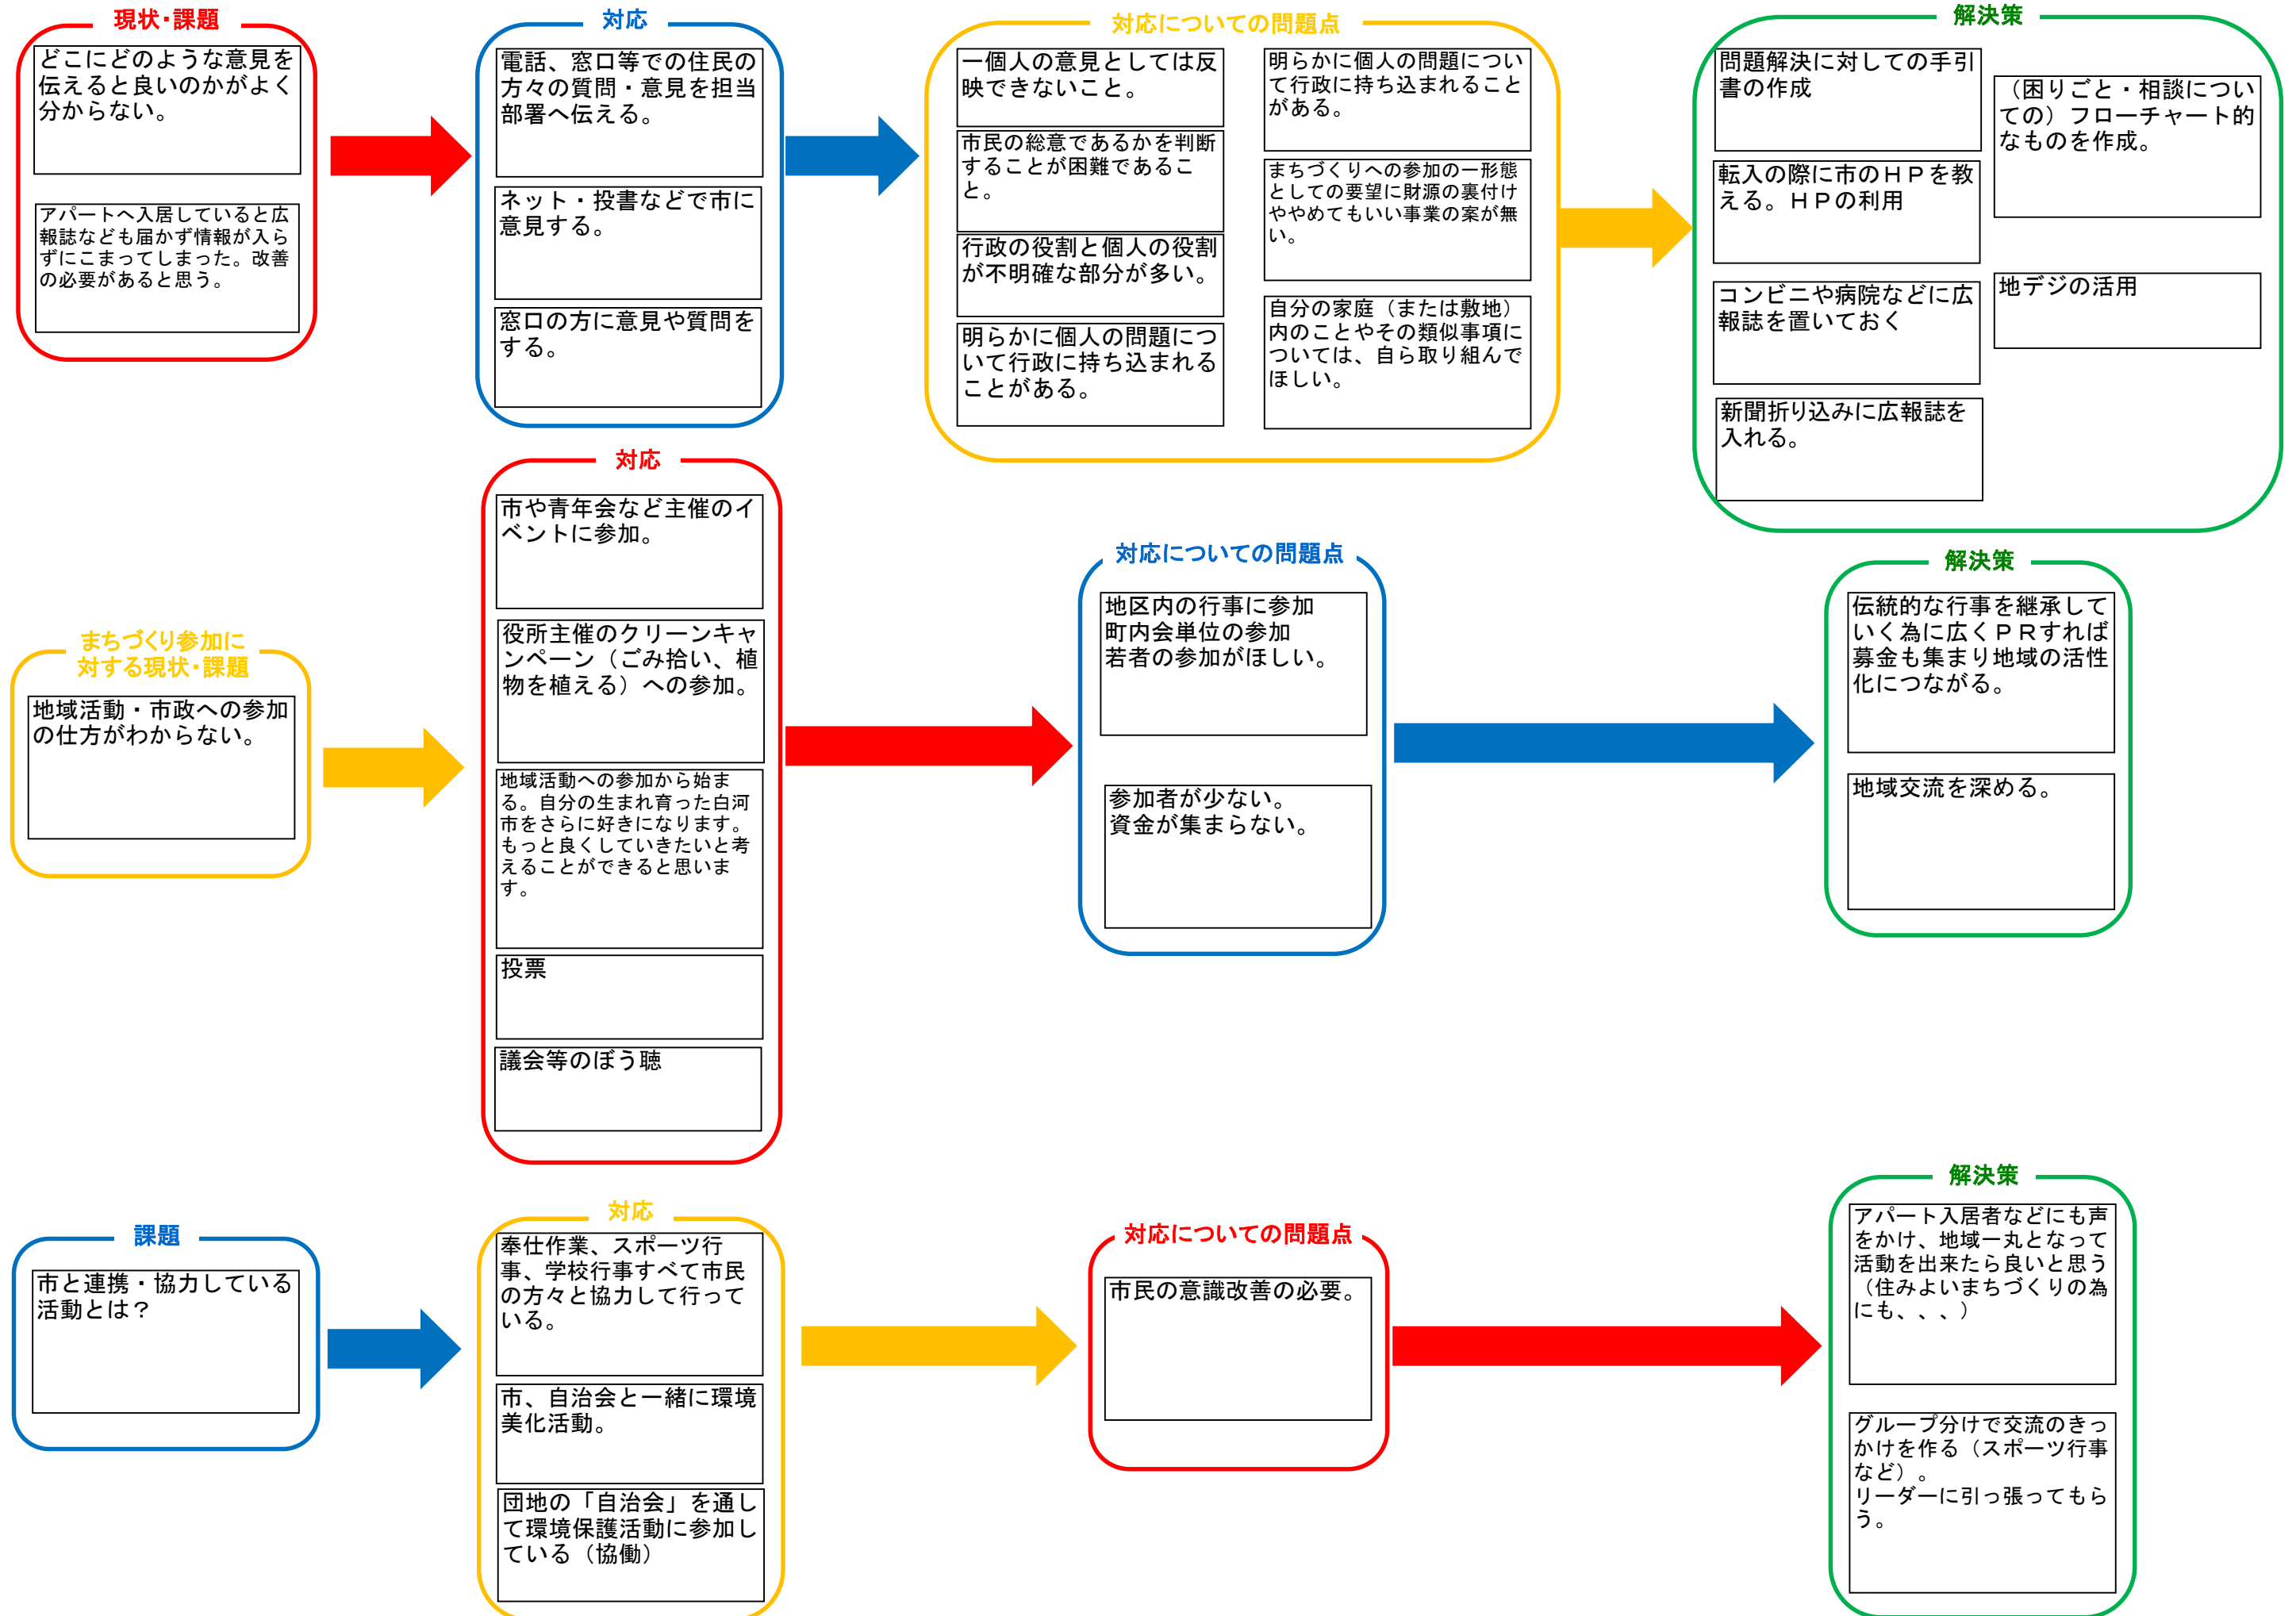 現状・課題
どこにどのような意見を
伝えると良いのかがよく
分からない。
アパートへ入居していると広
報誌なども届かず情報が入ら
ずにこまってしまった。改善
の必要があると思う。
対応
電話、窓口等での住民の
方々の質問・意見を担当
部署へ伝える。
ネット・投書などで市に
意見する。
窓口の方に意見や質問を
する。
対応についての問題点
一個人の意見としては反
映できないこと。
市民の総意であるかを判断
することが困難であるこ
と。
行政の役割と個人の役割
が不明確な部分が多い。
明らかに個人の問題につ
いて行政に持ち込まれる
ことがある。
明らかに個人の問題につい
て行政に持ち込まれること
がある。
まちづくりへの参加の一形態
としての要望に財源の裏付け
ややめてもいい事業の案が無
い。
自分の家庭（または敷地）
内のことやその類似事項に
ついては、自ら取り組んで
ほしい。
解決策
問題解決に対しての手引
書の作成
転入の際に市のＨＰを教
える。ＨＰの利用
コンビニや病院などに広
報誌を置いておく
新聞折り込みに広報誌を
入れる。
（困りごと・相談につい
ての）フローチャート的
なものを作成。
地デジの活用
まちづくり参加に
対する現状・課題
地域活動・市政への参加
の仕方がわからない。
対応
市や青年会など主催のイ
ベントに参加。
役所主催のクリーンキャ
ンペーン（ごみ拾い、植
物を植える）への参加。
地域活動への参加から始ま
る。自分の生まれ育った白河
市をさらに好きになります。
もっと良くしていきたいと考
えることができると思いま
す。
投票
議会等のぼう聴
対応についての問題点
地区内の行事に参加
町内会単位の参加
若者の参加がほしい。
参加者が少ない。
資金が集まらない。
解決策
伝統的な行事を継承して
いく為に広くＰＲすれば
募金も集まり地域の活性
化につながる。
地域交流を深める。
課題
市と連携・協力している
活動とは？
対応
奉仕作業、スポーツ行
事、学校行事すべて市民
の方々と協力して行って
いる。
市、自治会と一緒に環境
美化活動。
団地の「自治会」を通し
て環境保護活動に参加し
ている（協働）
対応についての問題点
市民の意識改善の必要。
解決策
アパート入居者などにも声
をかけ、地域一丸となって
活動を出来たら良いと思う
（住みよいまちづくりの為
にも、、、）
グループ分けで交流のきっ
かけを作る（スポーツ行事
など）。
リーダーに引っ張ってもら
う。